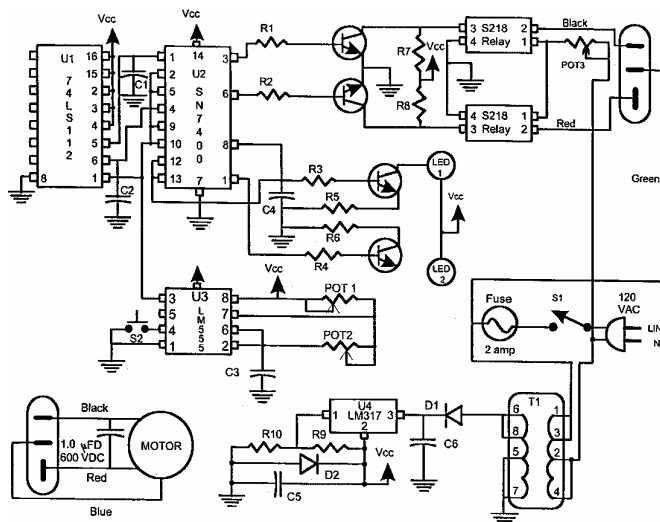 Vcc
Vcc
U1
74LS112
16
15
2
3
4
5
6
1
8
C1
C2
14
U2
SN7400
1
2
5
4
9
10
12
13
7
3
6
8
1
R1
R2
R7
R8
Vcc
3 S218 2
4 Relay 1
4 S218 1
3 Relay 2
Black
POT3
Red
Green
C4
R3
R5
R6
R4
LED
1
Vcc
LED
2
Vcc
U3
LM555
3
5
4
1
8
7
6
2
S2
POT 1
POT2
C3
Fuse
2 amp
S1
120
VAC
LIN
N
Black
1.0 µFD
600 VDC
Red
Blue
MOTOR
U4
1 LM317 3
2
D1
R10
R9
D2
C5
C6
Vcc
T1
6
8
5
7
1
3
2
4